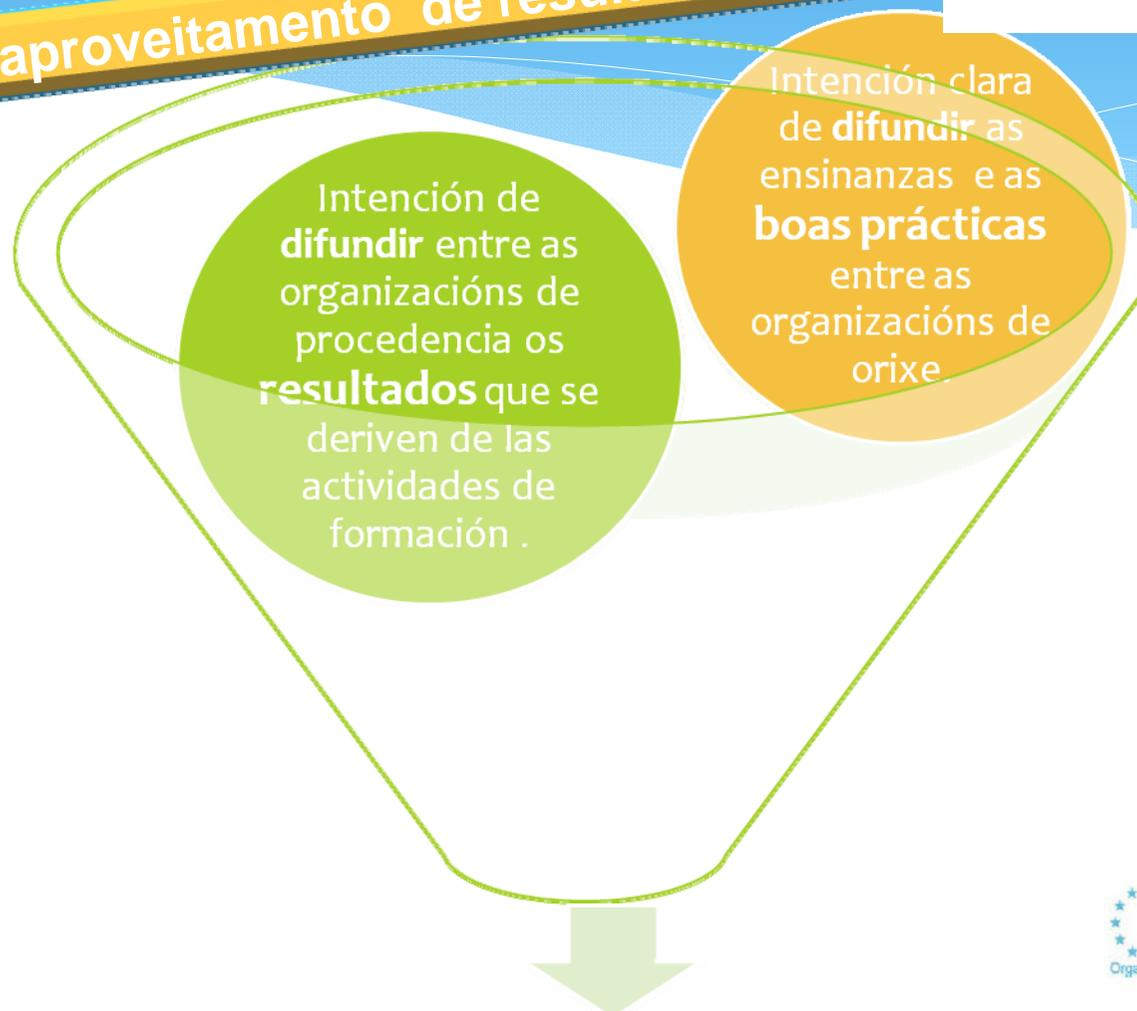 aproveitamento de
Intención clara
de difundir as
ensinanzas e as
boas prácticas
entre as
organizacións de
orixe.
Intención de
difundir entre as
organizacións de
procedencia os
resultados que se
deriven de las
actividades de
formación .